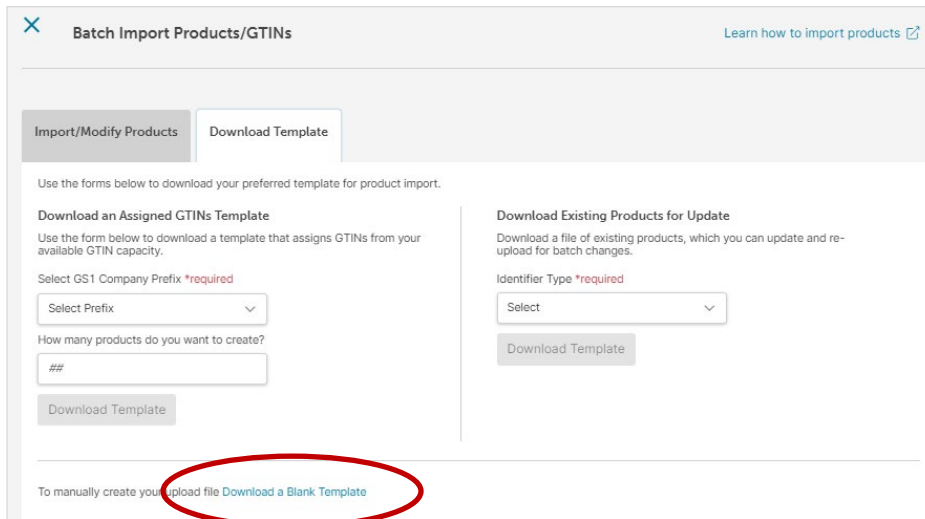 Batch Import Products/GTINs
Learn how to import products
Import/Modify Products
Download Template
Use the forms below to download your preferred template for product import.
Download an Assigned GTINs Template
Use the form below to download a template that assigns GTINs from your
available GTIN capacity.
Select GS1 Company Prefix *required
Select Prefix
How many products do you want to create?
##
Download Template
Download Existing Products for Update
Download a file of existing products, which you can update and re-
upload for batch changes.
Identifier Type *required
Select
Download Template
To manually create your upload file Download a Blank Template